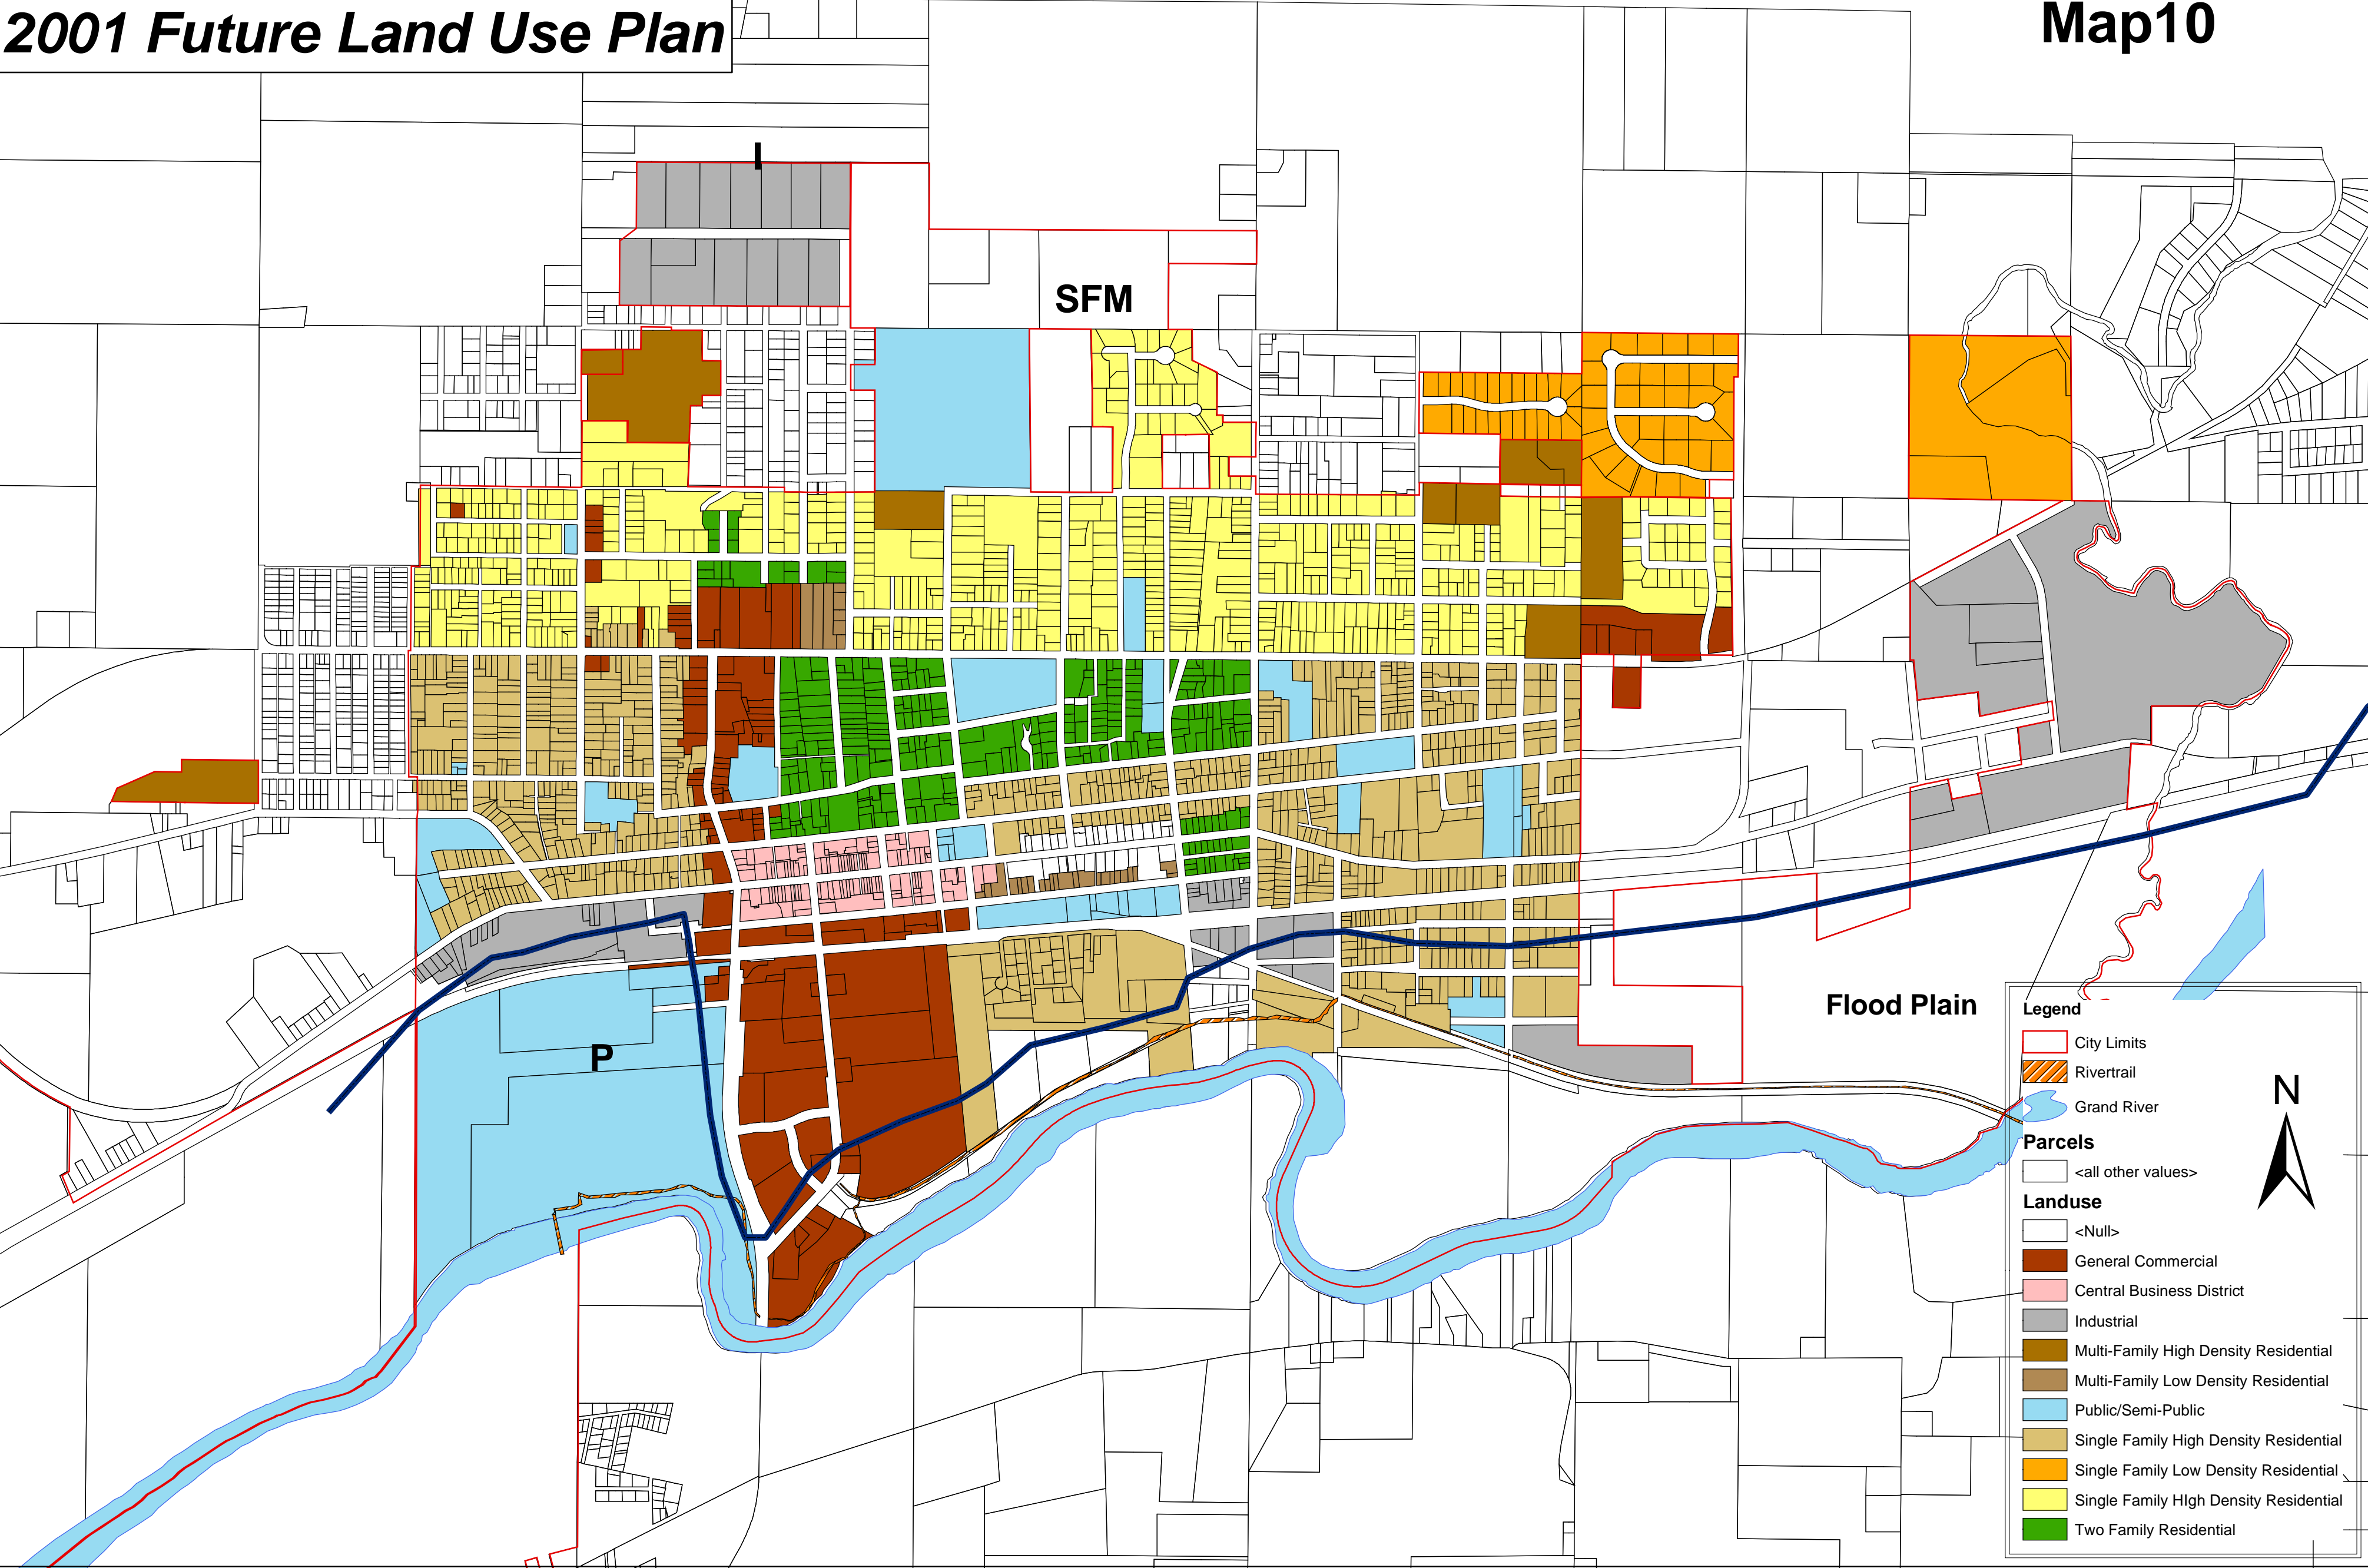 2001 Future Land Use Plan
Map10
I
SFM
P
Flood Plain
Legend
City Limits
Rivertrail
Grand River
N
Parcels
<all other values>
Landuse
<Null>
General Commercial
Central Business District
Industrial
Multi-Family High Density Residential
Multi-Family Low Density Residential
Public/Semi-Public
Single Family High Density Residential
Single Family Low Density Residential
Single Family HIgh Density Residential
Two Family Residential